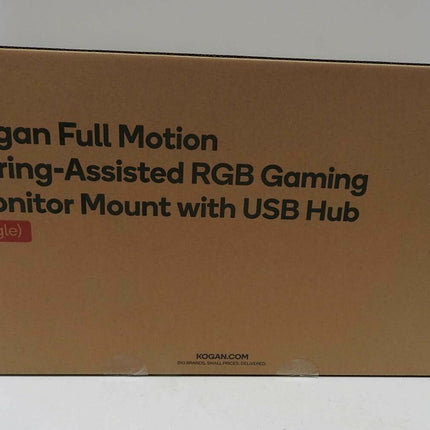 gan Full Motion
ring-Assisted RGB Gaming
onitor Mount with USB Hub
gle)
KOGAN.COM
BIG BRANDS. SMALL PRICES. DELIVERED.